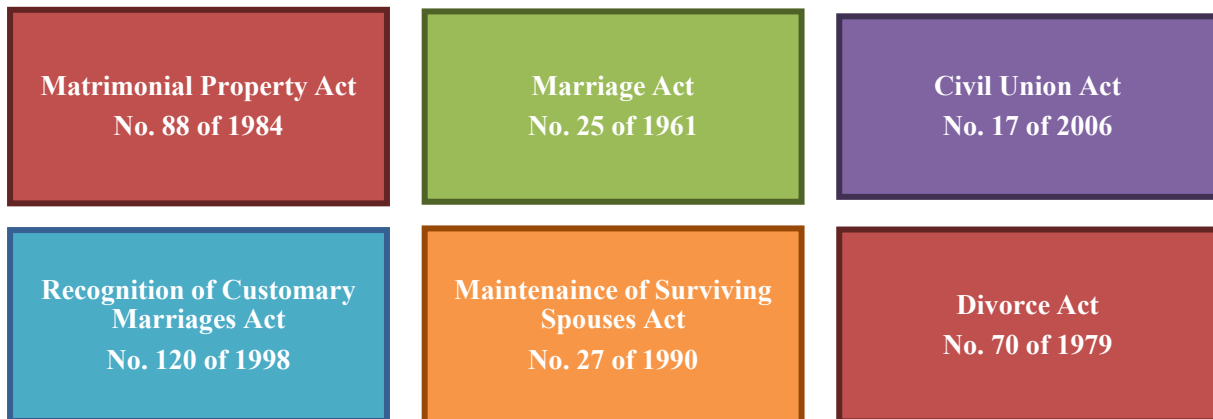 Matrimonial Property Act
No. 88 of 1984
Marriage Act
No. 25 of 1961
Civil Union Act
No. 17 of 2006
Recognition of Customary
Marriages Act
No. 120 of 1998
Maintenaince of Surviving
Spouses Act
No. 27 of 1990
Divorce Act
No. 70 of 1979